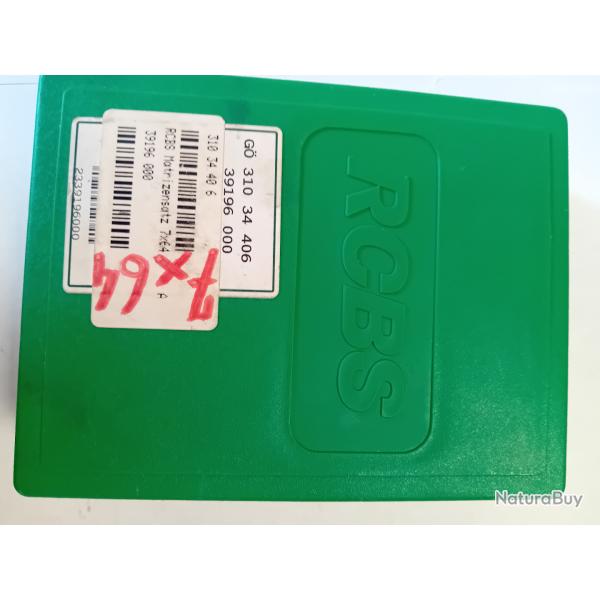 GÖ 310 34 406
39196 000
2339196000
310 34 40 6
RCBS Matrizensatz 7x64 A
39196 000
7x64
RCBS
NaturaBuy